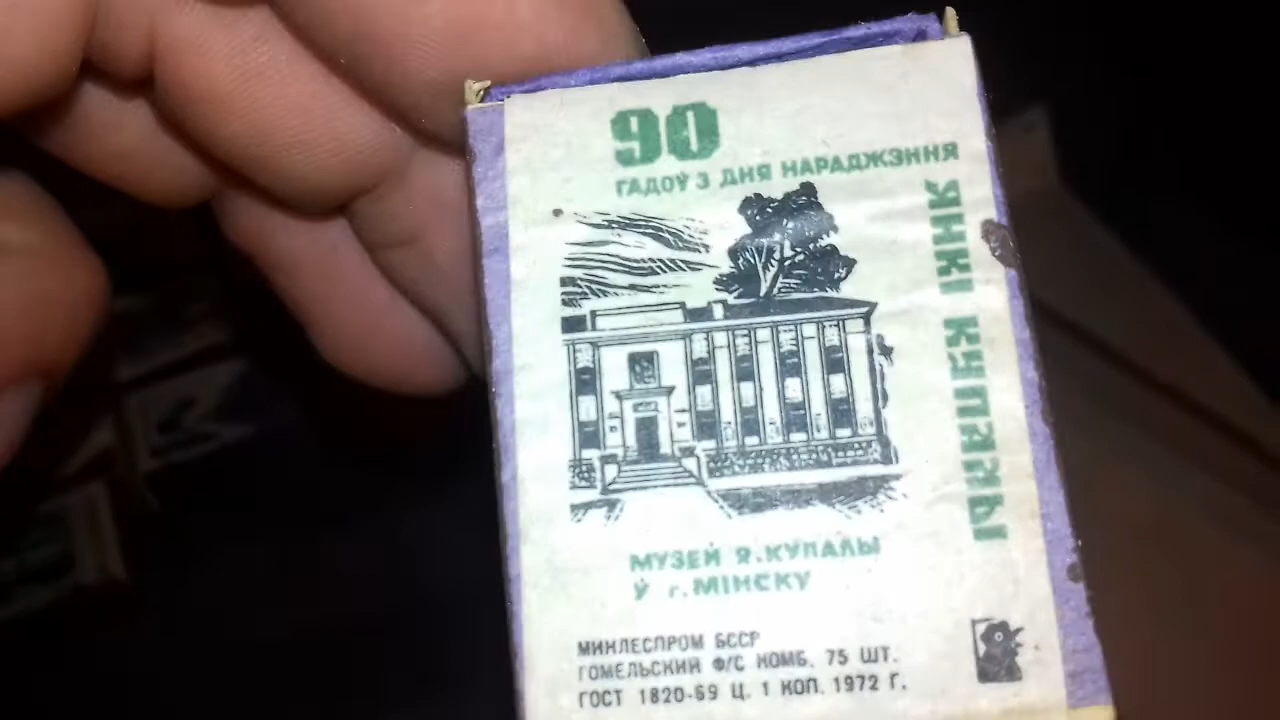 90
ГАДОЎ З ДНЯ НАРАДЖЭННЯ
ЯНКІ КУПАЛЫ
МУЗЕЙ Я.КУПАЛЫ
Ў г.МІНСКУ
МИНЛЕСПРОМ БССР
ГОМЕЛЬСКИЙ Ф/С КОМБ. 75 ШТ.
ГОСТ 1820-69 Ц. 1 КОП. 1972 Г.